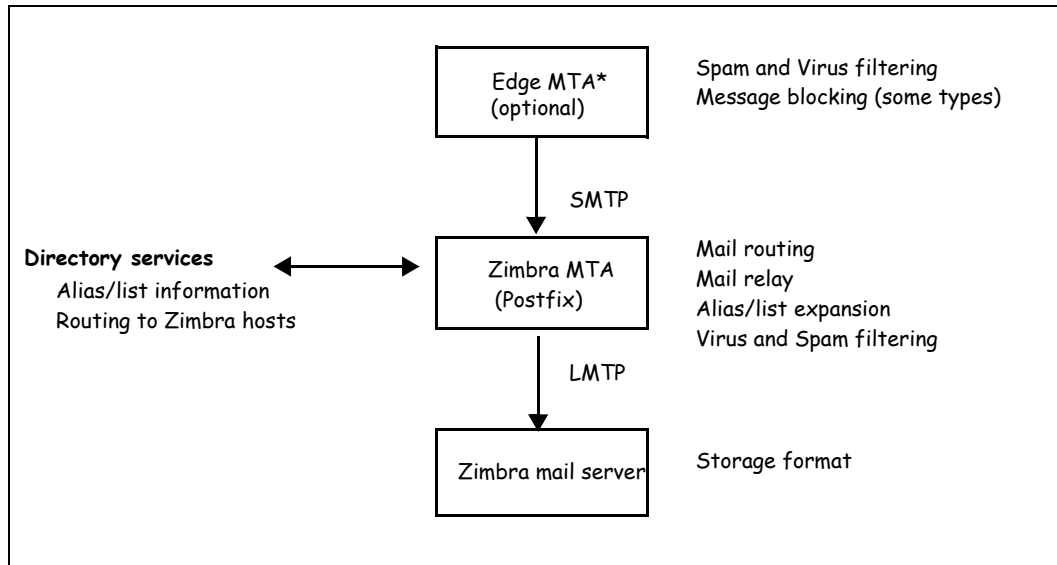 Edge MTA*
(optional)
Spam and Virus filtering
Message blocking (some types)
SMTP
Directory services
Alias/list information
Routing to Zimbra hosts
Zimbra MTA
(Postfix)
Mail routing
Mail relay
Alias/list expansion
Virus and Spam filtering
LMTP
Zimbra mail server
Storage format